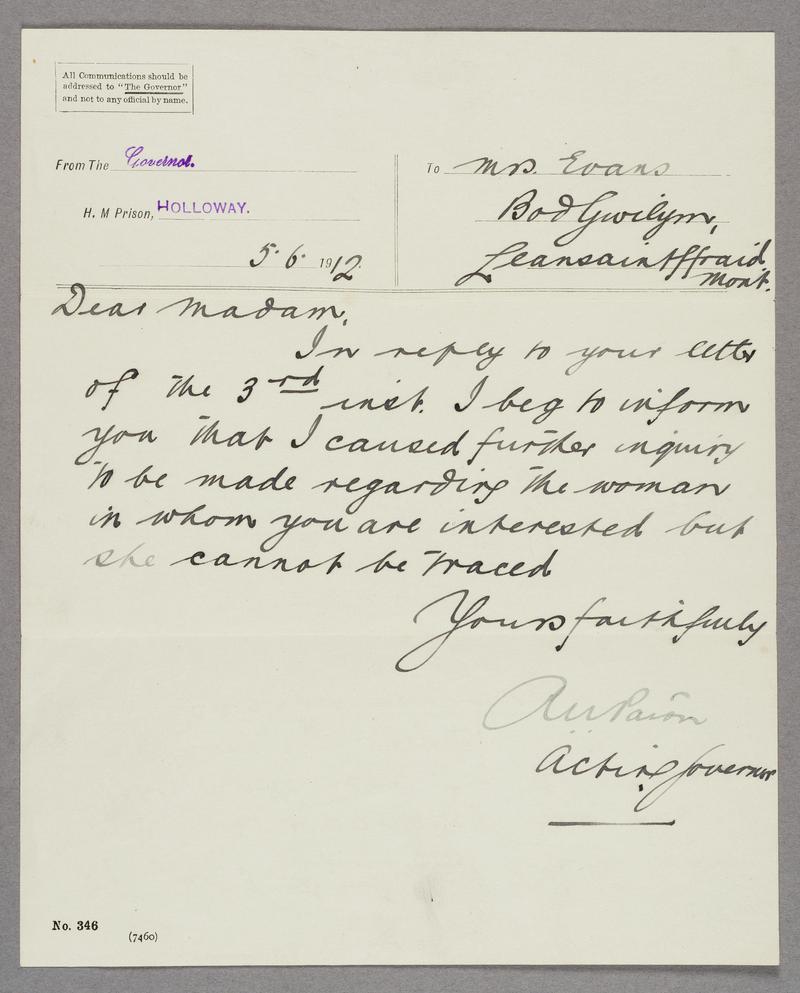 All Communications should be
addressed to "The Governor"
and not to any official by name.
From The Governor.
H. M Prison, HOLLOWAY.
5.6. 1912.
To Mrs. Evans
Bod Gwilym,
Leansaintffraid
Mont.
Dear Madam,
In reply to your letter
of the 3rd inst. I beg to inform
you that I caused further inquiry
to be made regarding the woman
in whom you are interested but
she cannot be traced
Yours faithfully
Acting Governor
No. 346
(7460)